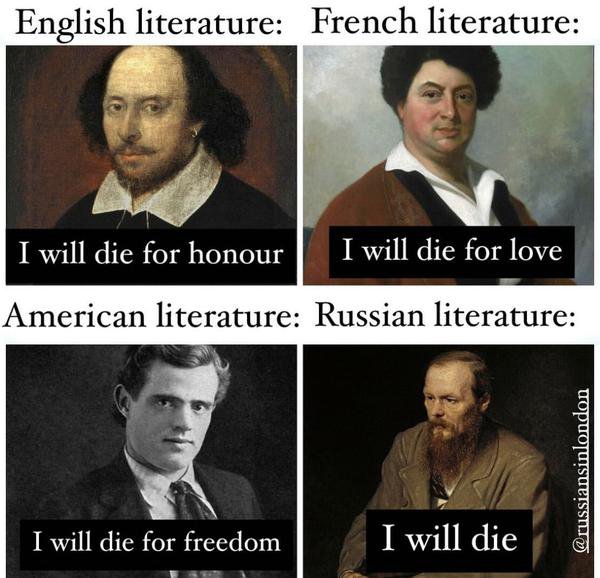 English literature:
French literature:
I will die for honour
I will die for love
American literature:
Russian literature:
I will die for freedom
I will die
@russiansinlondon